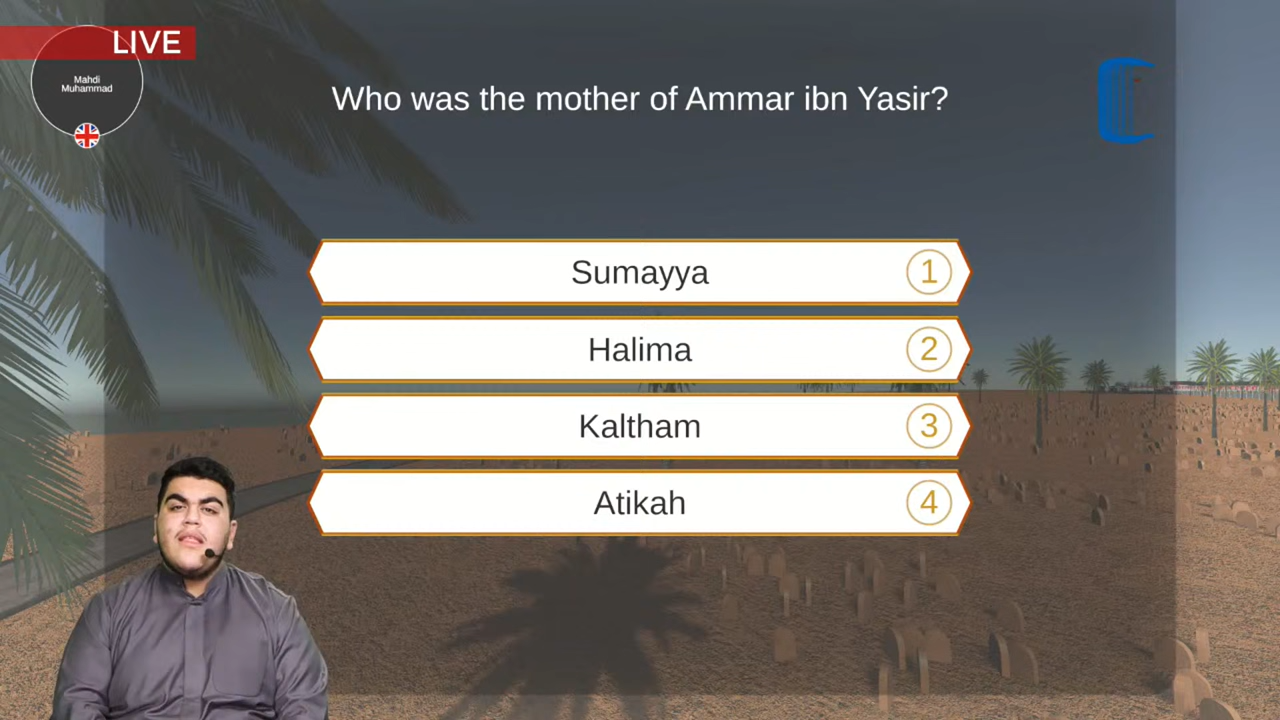 LIVE
Mahdi
Muhammad
Who was the mother of Ammar ibn Yasir?
Sumayya 1
Halima 2
Kaltham 3
Atikah 4